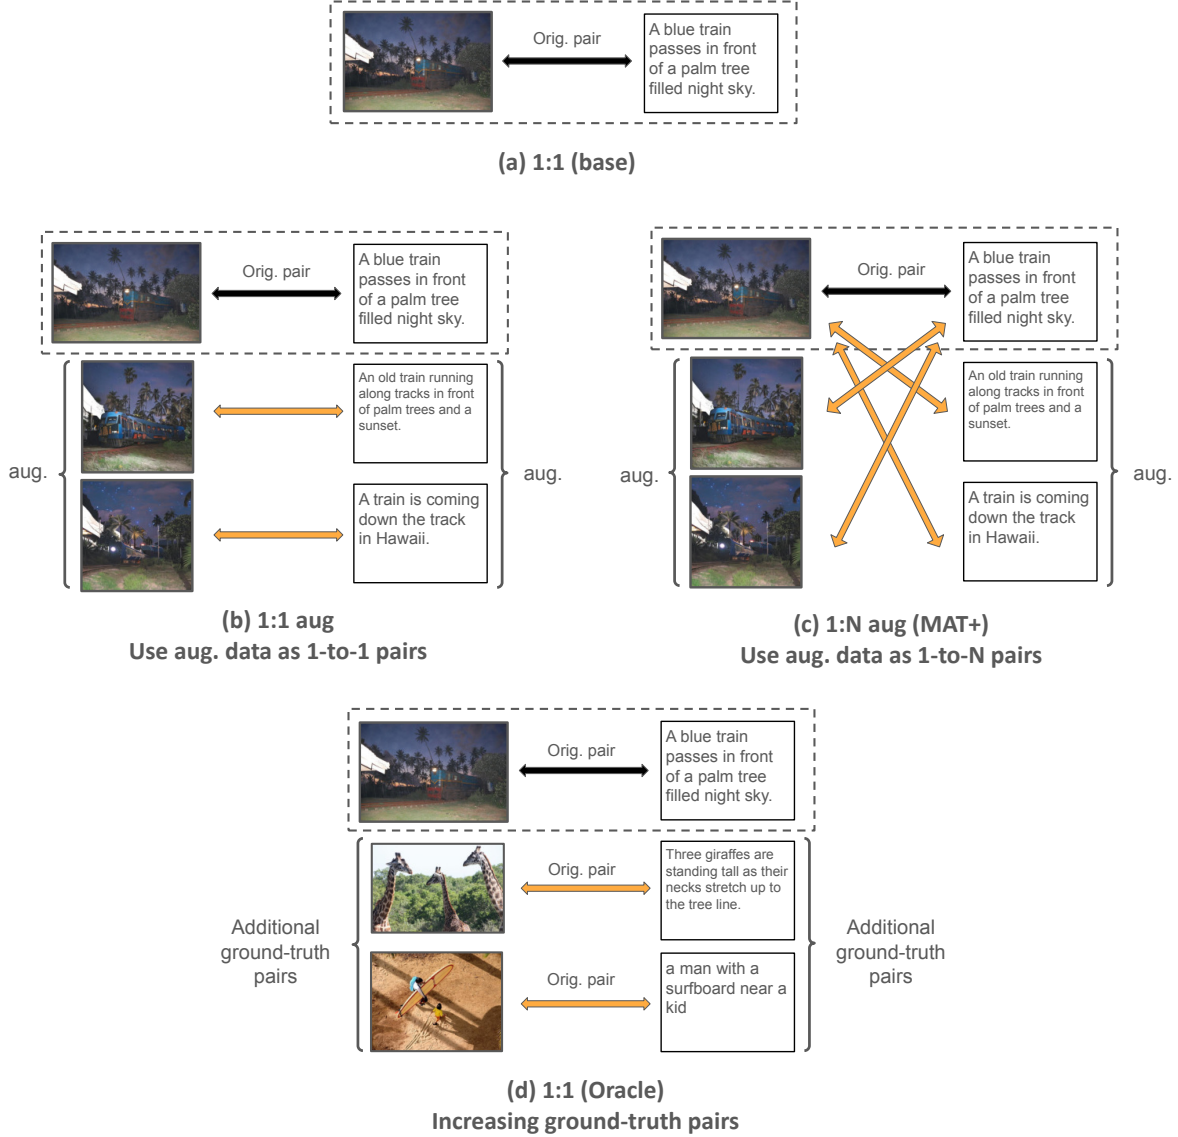 Orig. pair
A blue train
passes in front
of a palm tree
filled night sky.
(a) 1:1 (base)
Orig. pair
A blue train
passes in front
of a palm tree
filled night sky.
An old train running
along tracks in front
of palm trees and a
sunset.
aug.
aug.
A train is coming
down the track
in Hawaii.
(b) 1:1 aug
Use aug. data as 1-to-1 pairs
Orig. pair
A blue train
passes in front
of a palm tree
filled night sky.
An old train running
along tracks in front
of palm trees and a
sunset.
aug.
aug.
A train is coming
down the track
in Hawaii.
(c) 1:N aug (MAT+)
Use aug. data as 1-to-N pairs
Orig. pair
A blue train
passes in front
of a palm tree
filled night sky.
Orig. pair
Three giraffes are
standing tall as their
necks stretch up to
the tree line.
Additional
ground-truth
pairs
Additional
ground-truth
pairs
Orig. pair
a man with a
surfboard near a
kid
(d) 1:1 (Oracle)
Increasing ground-truth pairs